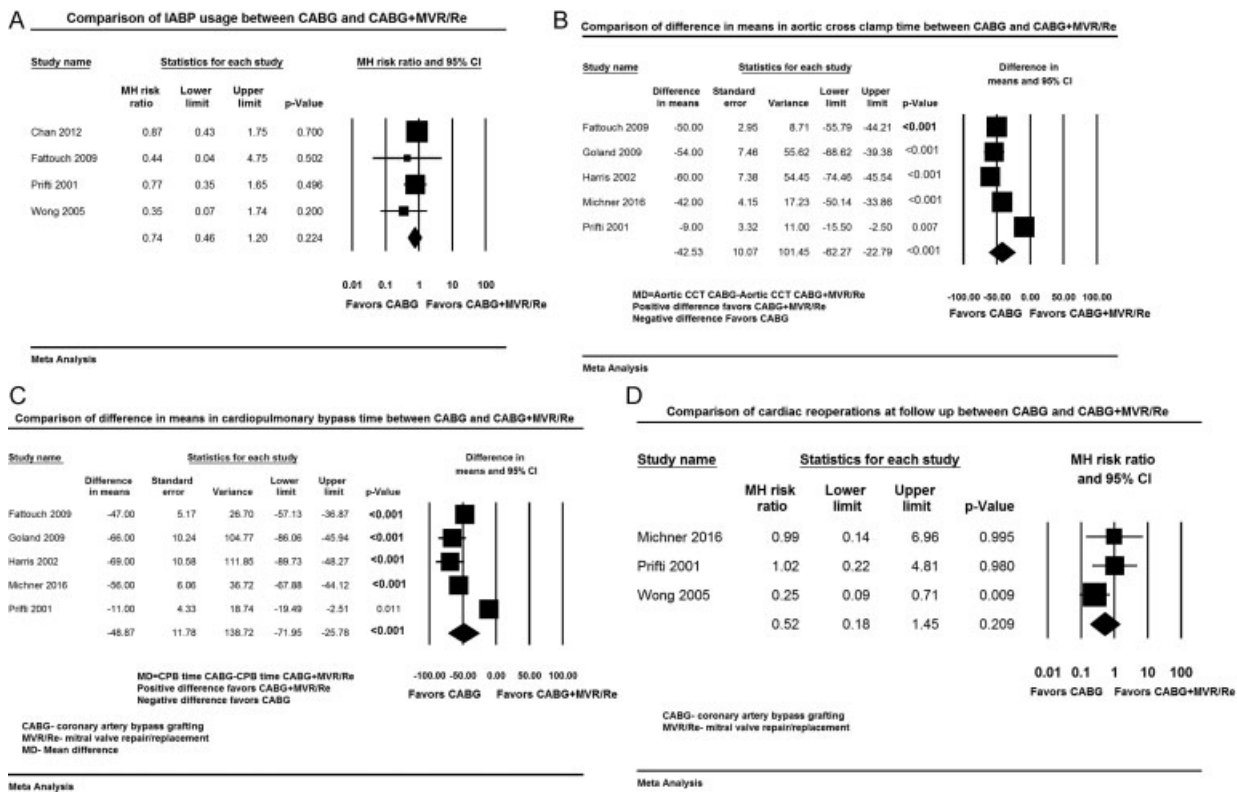 A
Comparison of IABP usage between CABG and CABG+MVR/Re
Study name Statistics for each study MH risk ratio and 95% CI
MH risk ratio Lower limit Upper limit p-Value
Chan 2012 0.87 0.43 1.75 0.700
Fattouch 2009 0.44 0.04 4.75 0.502
Prifti 2001 0.77 0.35 1.65 0.496
Wong 2005 0.35 0.07 1.74 0.200
0.74 0.46 1.20 0.224
0.01 0.1 1 10 100
Favors CABG Favors CABG+MVR/Re
Meta Analysis
B
Comparison of difference in means in aortic cross clamp time between CABG and CABG+MVR/Re
Study name Statistics for each study Difference in means and 95% CI
Difference in means Standard error Variance Lower limit Upper limit p-Value
Fattouch 2009 -50.00 2.95 8.71 -55.79 -44.21 <0.001
Goland 2009 -54.00 7.46 55.62 -68.62 -39.38 <0.001
Harris 2002 -60.00 7.38 54.45 -74.46 -45.54 <0.001
Michner 2016 -42.00 4.15 17.23 -50.14 -33.86 <0.001
Prifti 2001 -9.00 3.32 11.00 -15.50 -2.50 0.007
-42.53 10.07 101.45 -62.27 -22.79 <0.001
-100.00 -50.00 0.00 50.00 100.00
Favors CABG Favors CABG+MVR/Re
MD=Aortic CCT CABG-Aortic CCT CABG+MVR/Re
Positive difference favors CABG+MVR/Re
Negative difference Favors CABG
Meta Analysis
C
Comparison of difference in means in cardiopulmonary bypass time between CABG and CABG+MVR/Re
Study name Statistics for each study Difference in means and 95% CI
Difference in means Standard error Variance Lower limit Upper limit p-Value
Fattouch 2009 -47.00 5.17 26.70 -57.13 -36.87 <0.001
Goland 2009 -66.00 10.24 104.77 -86.06 -45.94 <0.001
Harris 2002 -69.00 10.58 111.85 -89.73 -48.27 <0.001
Michner 2016 -56.00 6.06 36.72 -67.88 -44.12 <0.001
Prifti 2001 -11.00 4.33 18.74 -19.49 -2.51 0.011
-48.87 11.78 138.72 -71.95 -25.78 <0.001
-100.00 -50.00 0.00 50.00 100.00
Favors CABG Favors CABG+MVR/Re
MD=CPB time CABG-CPB time CABG+MVR/Re
Positive difference favors CABG+MVR/Re
Negative difference favors CABG
CABG- coronary artery bypass grafting
MVR/Re- mitral valve repair/replacement
MD- Mean difference
Meta Analysis
D
Comparison of cardiac reoperations at follow up between CABG and CABG+MVR/Re
Study name Statistics for each study MH risk ratio and 95% CI
MH risk ratio Lower limit Upper limit p-Value
Michner 2016 0.99 0.14 6.96 0.995
Prifti 2001 1.02 0.22 4.81 0.980
Wong 2005 0.25 0.09 0.71 0.009
0.52 0.18 1.45 0.209
0.01 0.1 1 10 100
Favors CABG Favors CABG+MVR/Re
CABG- coronary artery bypass grafting
MVR/Re- mitral valve repair/replacement
Meta Analysis